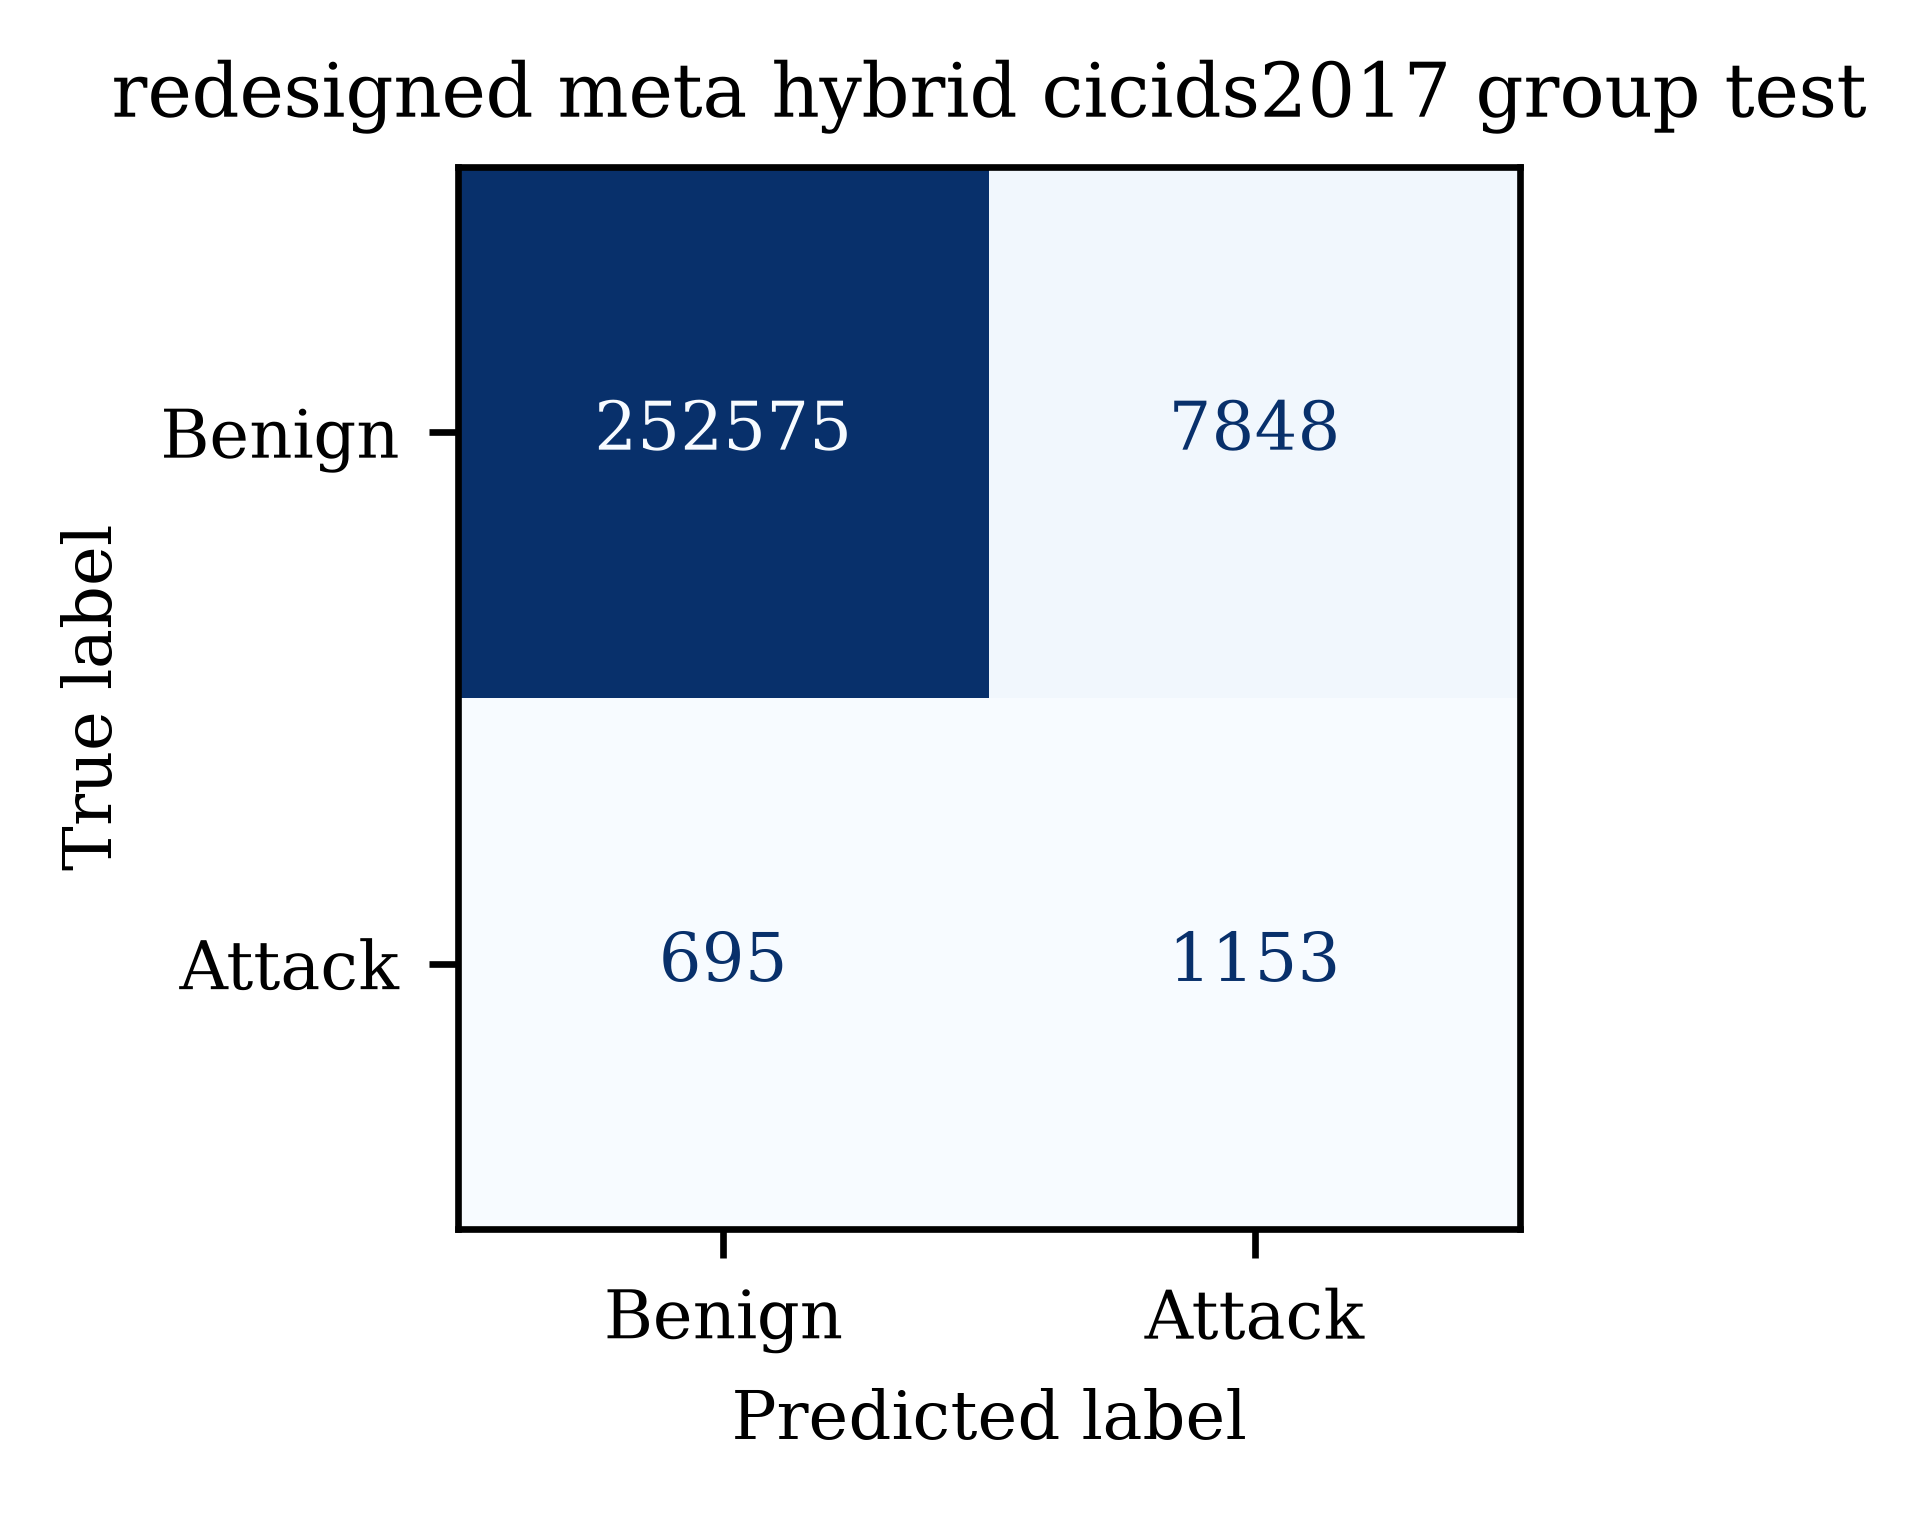 redesigned meta hybrid cicids2017 group test
True label
Benign
252575 7848
Attack
695 1153
Benign Attack
Predicted label